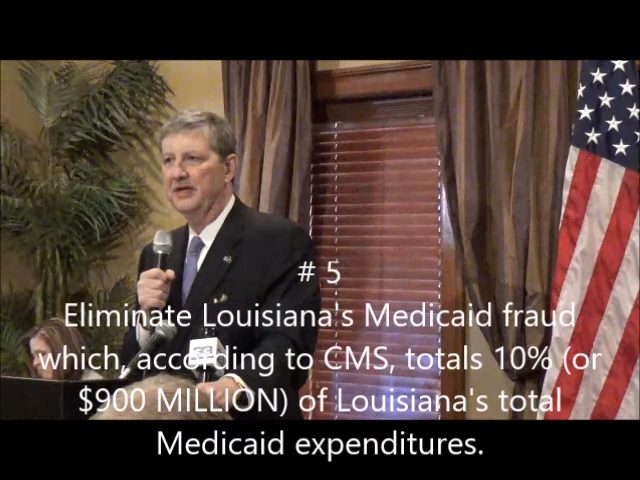 # 5
Eliminate Louisiana's Medicaid fraud
which, according to CMS, totals 10% (or
$900 MILLION) of Louisiana's total
Medicaid expenditures.